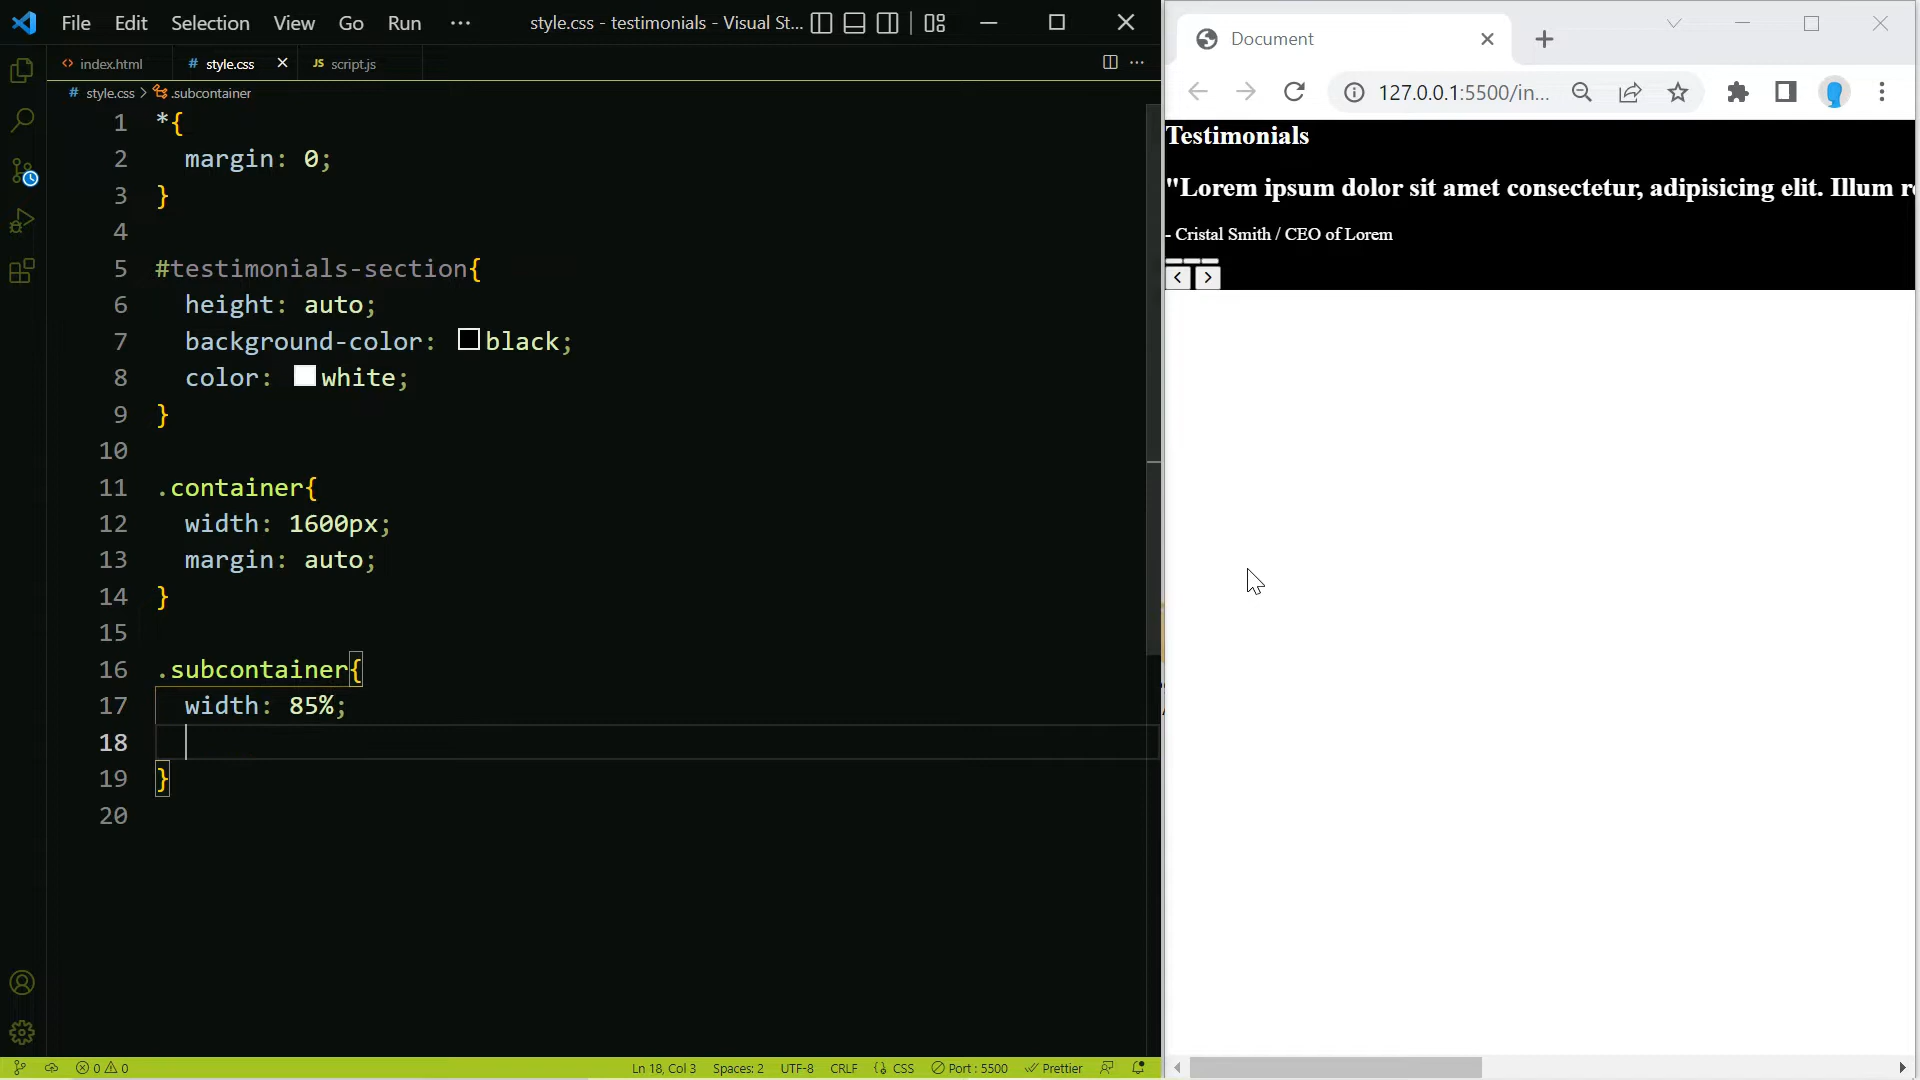 File Edit Selection View Go Run ··· style.css - testimonials - Visual St...
index.html # style.css JS script.js
# style.css > .subcontainer
1 *{
2 margin: 0;
3 }
4
5 #testimonials-section{
6 height: auto;
7 background-color: black;
8 color: white;
9 }
10
11 .container{
12 width: 1600px;
13 margin: auto;
14 }
15
16 .subcontainer{
17 width: 85%;
18
19 }
20
0 0 Ln 18, Col 3 Spaces: 2 UTF-8 CRLF {} CSS Port : 5500 Prettier
Document
127.0.0.1:5500/in...
Testimonials
"Lorem ipsum dolor sit amet consectetur, adipisicing elit. Illum
- Cristal Smith / CEO of Lorem
< >